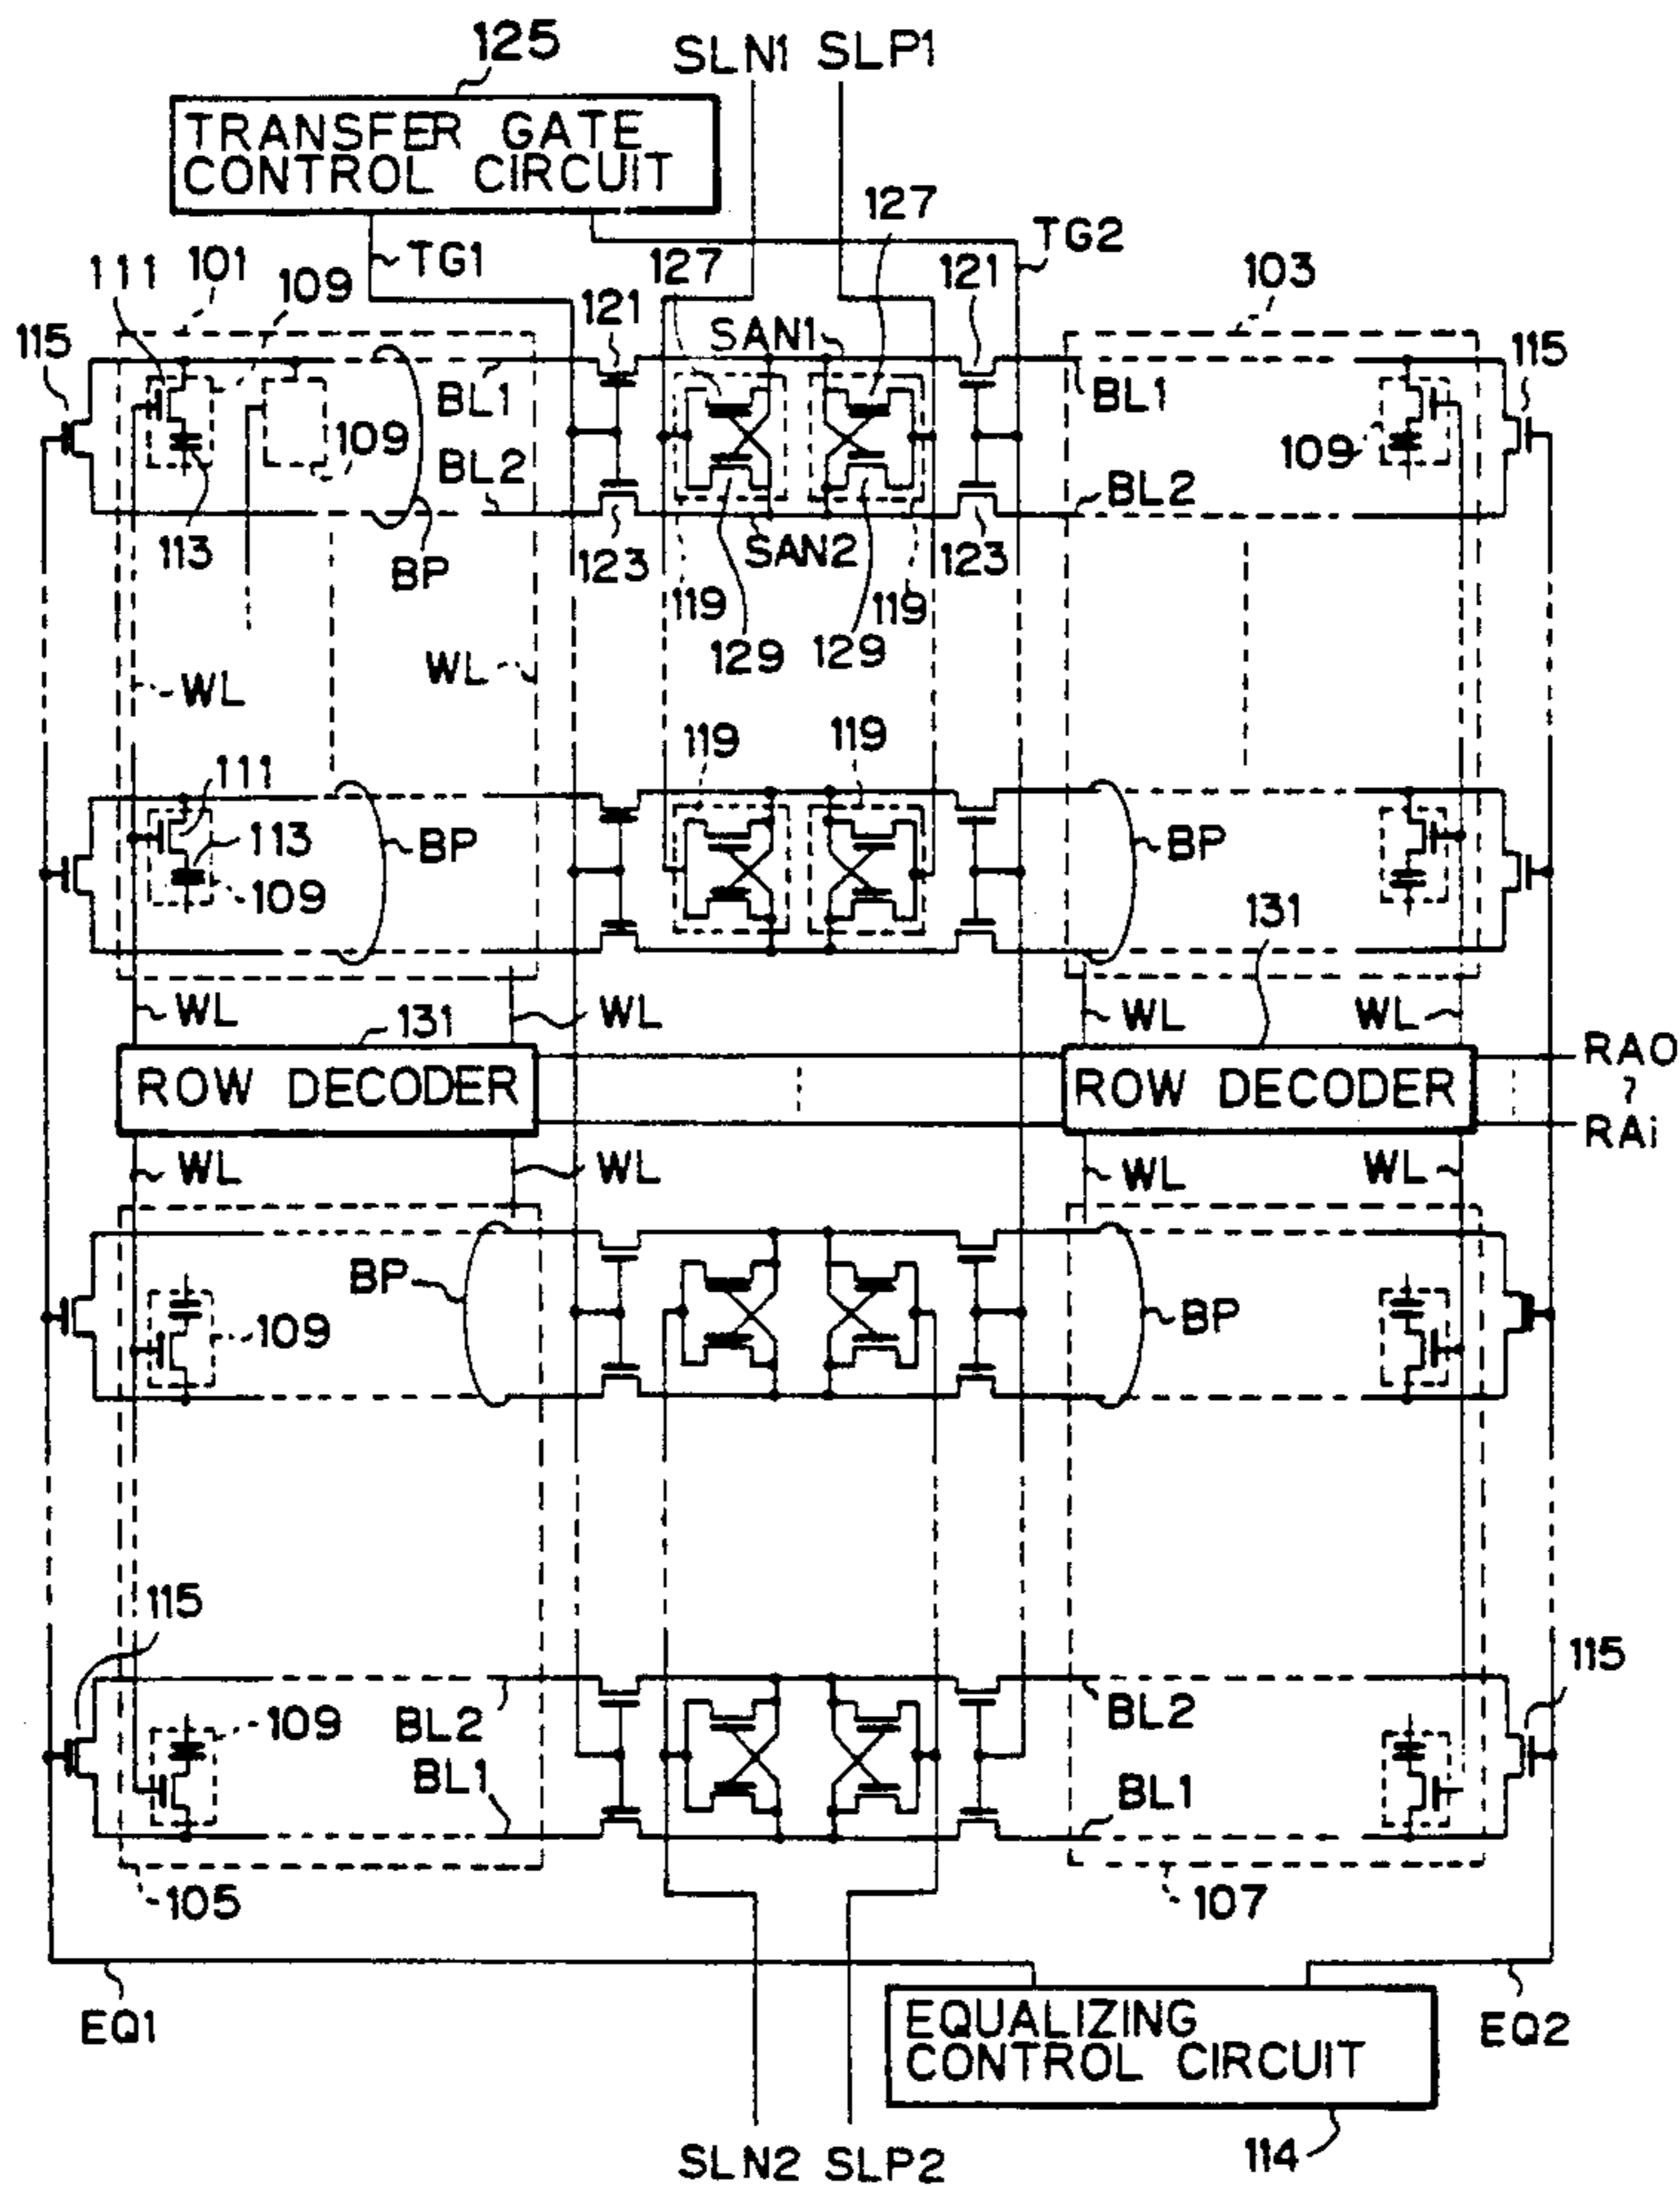 125
SLN1 SLP1
TRANSFER GATE
CONTROL CIRCUIT
127
TG2
TG1
127
121
103
111
101
109
121
SAN1
115
115
BL1
BL1
109
109
BL2
BL2
113
123
SAN2
123
BP
119
119
129
129
WL
WL
119
119
111
113
BP
BP
109
131
WL
131
WL
WL
WL
RA0
ROW DECODER
ROW DECODER
~
RAi
WL
WL
WL
WL
BP
BP
109
115
115
BL2
BL2
109
BL1
BL1
105
107
EQ1
EQUALIZING
CONTROL CIRCUIT
EQ2
SLN2 SLP2
114